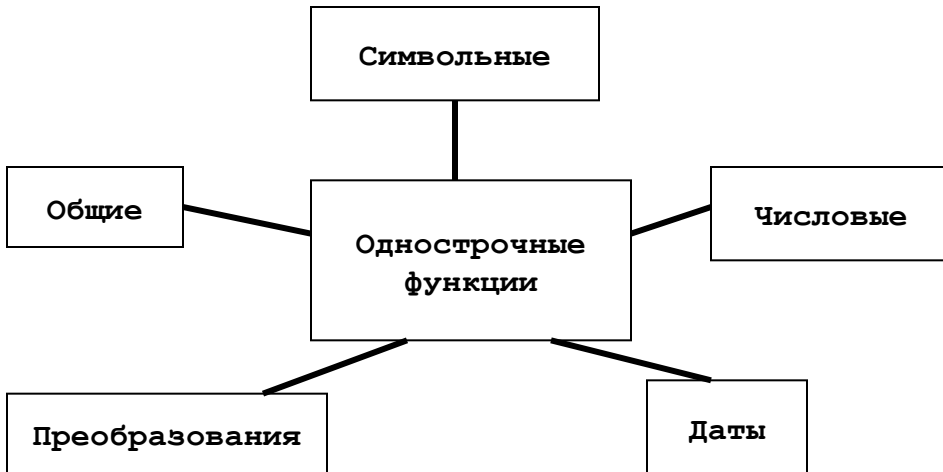 Символьные
Общие
Числовые
Однострочные
функции
Преобразования
Даты